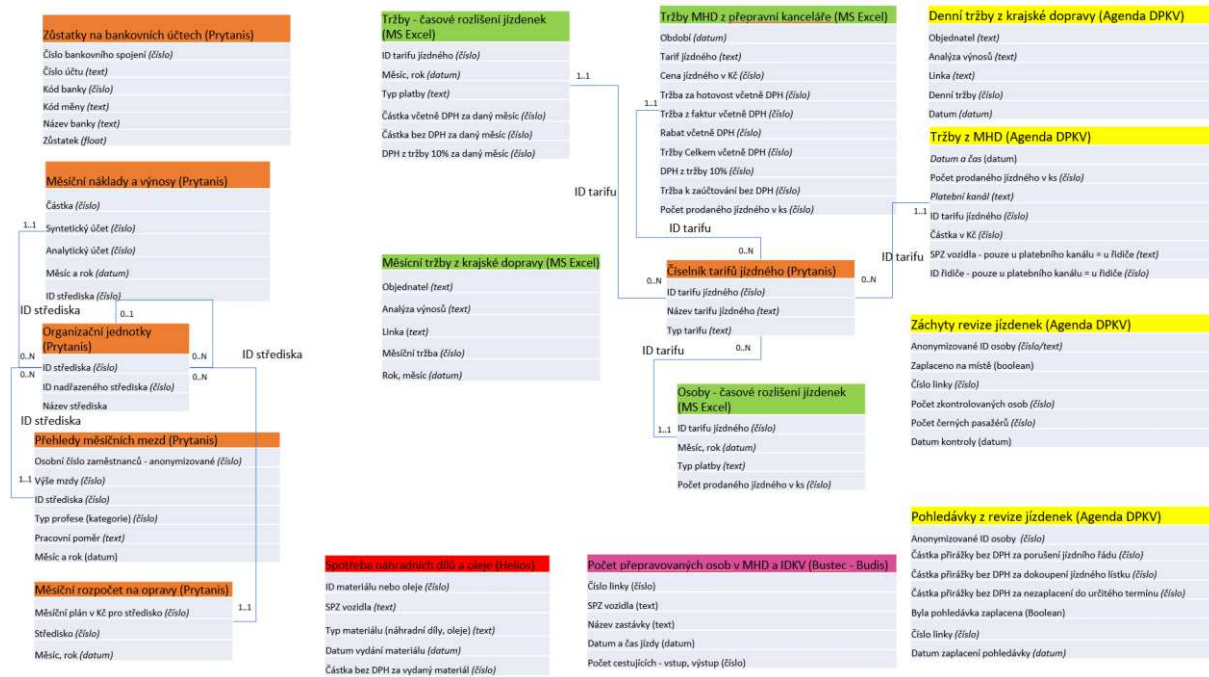 Zůstatky na bankovních účtech (Prytanis)
Číslo bankovního spojení (číslo)
Číslo účtu (text)
Kód banky (číslo)
Kód měny (text)
Název banky (text)
Zůstatek (float)
Měsíční náklady a výnosy (Prytanis)
Částka (číslo)
1..1
Syntetický účet (číslo)
Analytický účet (číslo)
Měsíc a rok (datum)
ID střediska (číslo)
ID střediska
0..1
Organizační jednotky
(Prytanis)
0..N
0..N
ID střediska (číslo)
0..N
0..N
ID nadřazeného střediska (číslo)
Název střediska
ID střediska
ID střediska
Přehledy měsíčních mezd (Prytanis)
Osobní číslo zaměstnanců - anonymizované (číslo)
1..1
Výše mzdy (číslo)
ID střediska (číslo)
Typ profese (kategorie) (číslo)
Pracovní poměr (text)
Měsíc a rok (datum)
Měsíční rozpočet na opravy (Prytanis)
Měsíční plán v Kč pro středisko (číslo)
1..1
Středisko (číslo)
Měsíc, rok (datum)
Tržby - časové rozlišení jízdenek
(MS Excel)
ID tarifu jízdného (číslo)
Měsíc, rok (datum)
1..1
Typ platby (text)
Částka včetně DPH za daný měsíc (číslo)
Částka bez DPH za daný měsíc (číslo)
DPH z tržby 10% za daný měsíc (číslo)
ID tarifu
Měsícní tržby z krajské dopravy (MS Excel)
Objednatel (text)
Analýza výnosů (text)
Linka (text)
Měsíční tržba (číslo)
Rok, měsíc (datum)
Tržby MHD z přepravní kanceláře (MS Excel)
Období (datum)
Tarif jízdného (text)
Cena jízdného v Kč (číslo)
Tržba za hotovost včetně DPH (číslo)
1..1
Tržba z faktur včetně DPH (číslo)
Rabat včetně DPH (číslo)
Tržby Celkem včetně DPH (číslo)
DPH z tržby 10% (číslo)
Tržba k zaúčtování bez DPH (číslo)
Počet prodaného jízdného v ks (číslo)
ID tarifu
0..N
Číselník tarifů jízdného (Prytanis)
0..N
0..N
ID tarifu jízdného (číslo)
Název tarifu jízdného (text)
Typ tarifu (text)
ID tarifu
0..N
Osoby - časové rozlišení jízdenek
(MS Excel)
ID tarifu jízdného (číslo)
1..1
Měsíc, rok (datum)
Typ platby (text)
Počet prodaného jízdného v ks (číslo)
Denní tržby z krajské dopravy (Agenda DPKV)
Objednatel (text)
Analýza výnosů (text)
Linka (text)
Denní tržby (číslo)
Datum (datum)
Tržby z MHD (Agenda DPKV)
Datum a čas (datum)
Počet prodaného jízdného v ks (číslo)
Platební kanál (text)
1..1
ID tarifu jízdného (číslo)
Částka v Kč (číslo)
ID tarifu
SPZ vozidla - pouze u platebního kanálu = u řidiče (text)
ID řidiče - pouze u platebního kanálu = u řidiče (číslo)
Záchyty revize jízdenek (Agenda DPKV)
Anonymizované ID osoby (číslo/text)
Zaplaceno na místě (boolean)
Číslo linky (číslo)
Počet zkontrolovaných osob (číslo)
Počet černých pasažérů (číslo)
Datum kontroly (datum)
Pohledávky z revize jízdenek (Agenda DPKV)
Anonymizované ID osoby (číslo)
Částka přirážky bez DPH za porušení jízdního řádu (číslo)
Částka přirážky bez DPH za dokoupení jízdného lístku (číslo)
Částka přirážky bez DPH za nezaplacení do určitého termínu (číslo)
Byla pohledávka zaplacena (Boolean)
Číslo linky (číslo)
Datum zaplacení pohledávky (datum)
Spotřeba náhradních dílů a oleje (Helios)
ID materiálu nebo oleje (číslo)
SPZ vozidla (text)
Typ materiálu (náhradní díly, oleje) (text)
Datum vydání materiálu (datum)
Částka bez DPH za vydaný materiál (číslo)
Počet přepravovaných osob v MHD a IDKV (Bustec - Budis)
Číslo linky (číslo)
SPZ vozidla (text)
Název zastávky (text)
Datum a čas jízdy (datum)
Počet cestujících - vstup, výstup (číslo)